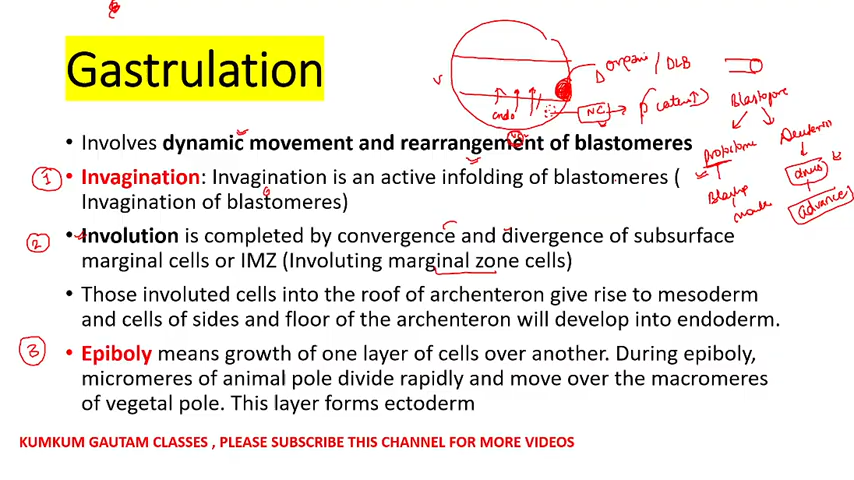 Gastrulation
• Involves dynamic movement and rearrangement of blastomeres
① • Invagination: Invagination is an active infolding of blastomeres (
Invagination of blastomeres)
② • Involution is completed by convergence and divergence of subsurface
marginal cells or IMZ (Involuting marginal zone cells)
• Those involuted cells into the roof of archenteron give rise to mesoderm
and cells of sides and floor of the archenteron will develop into endoderm.
③ • Epiboly means growth of one layer of cells over another. During epiboly,
micromeres of animal pole divide rapidly and move over the macromeres
of vegetal pole. This layer forms ectoderm
KUMKUM GAUTAM CLASSES , PLEASE SUBSCRIBE THIS CHANNEL FOR MORE VIDEOS
V
endo
/ DLB
NC
Blastopore
anus
advance